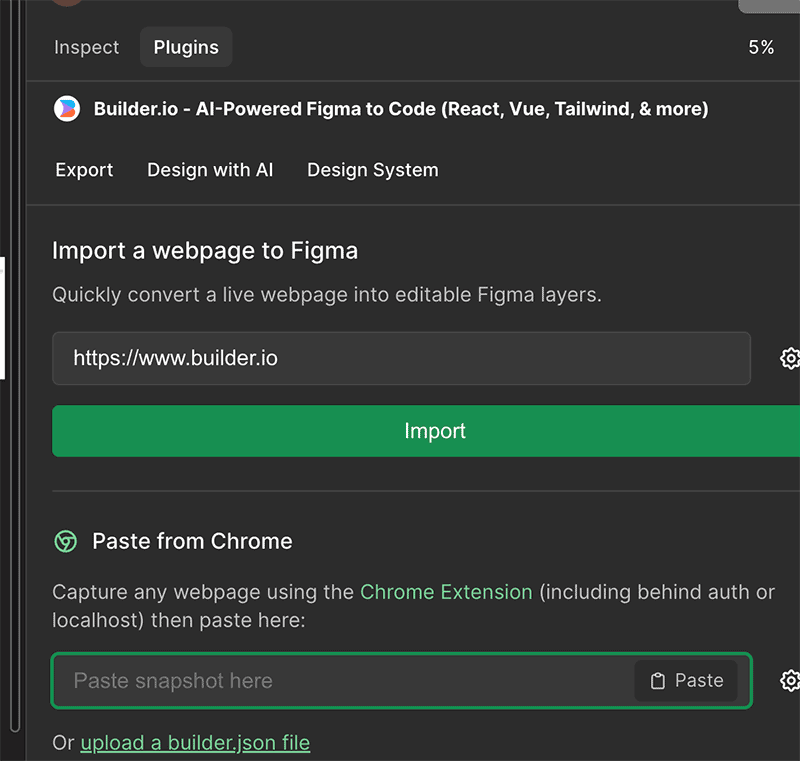 Inspect Plugins 5%
Builder.io - AI-Powered Figma to Code (React, Vue, Tailwind, & more)
Export Design with AI Design System
Import a webpage to Figma
Quickly convert a live webpage into editable Figma layers.
https://www.builder.io
Import
Paste from Chrome
Capture any webpage using the Chrome Extension (including behind auth or
localhost) then paste here:
Paste snapshot here Paste
Or upload a builder.json file